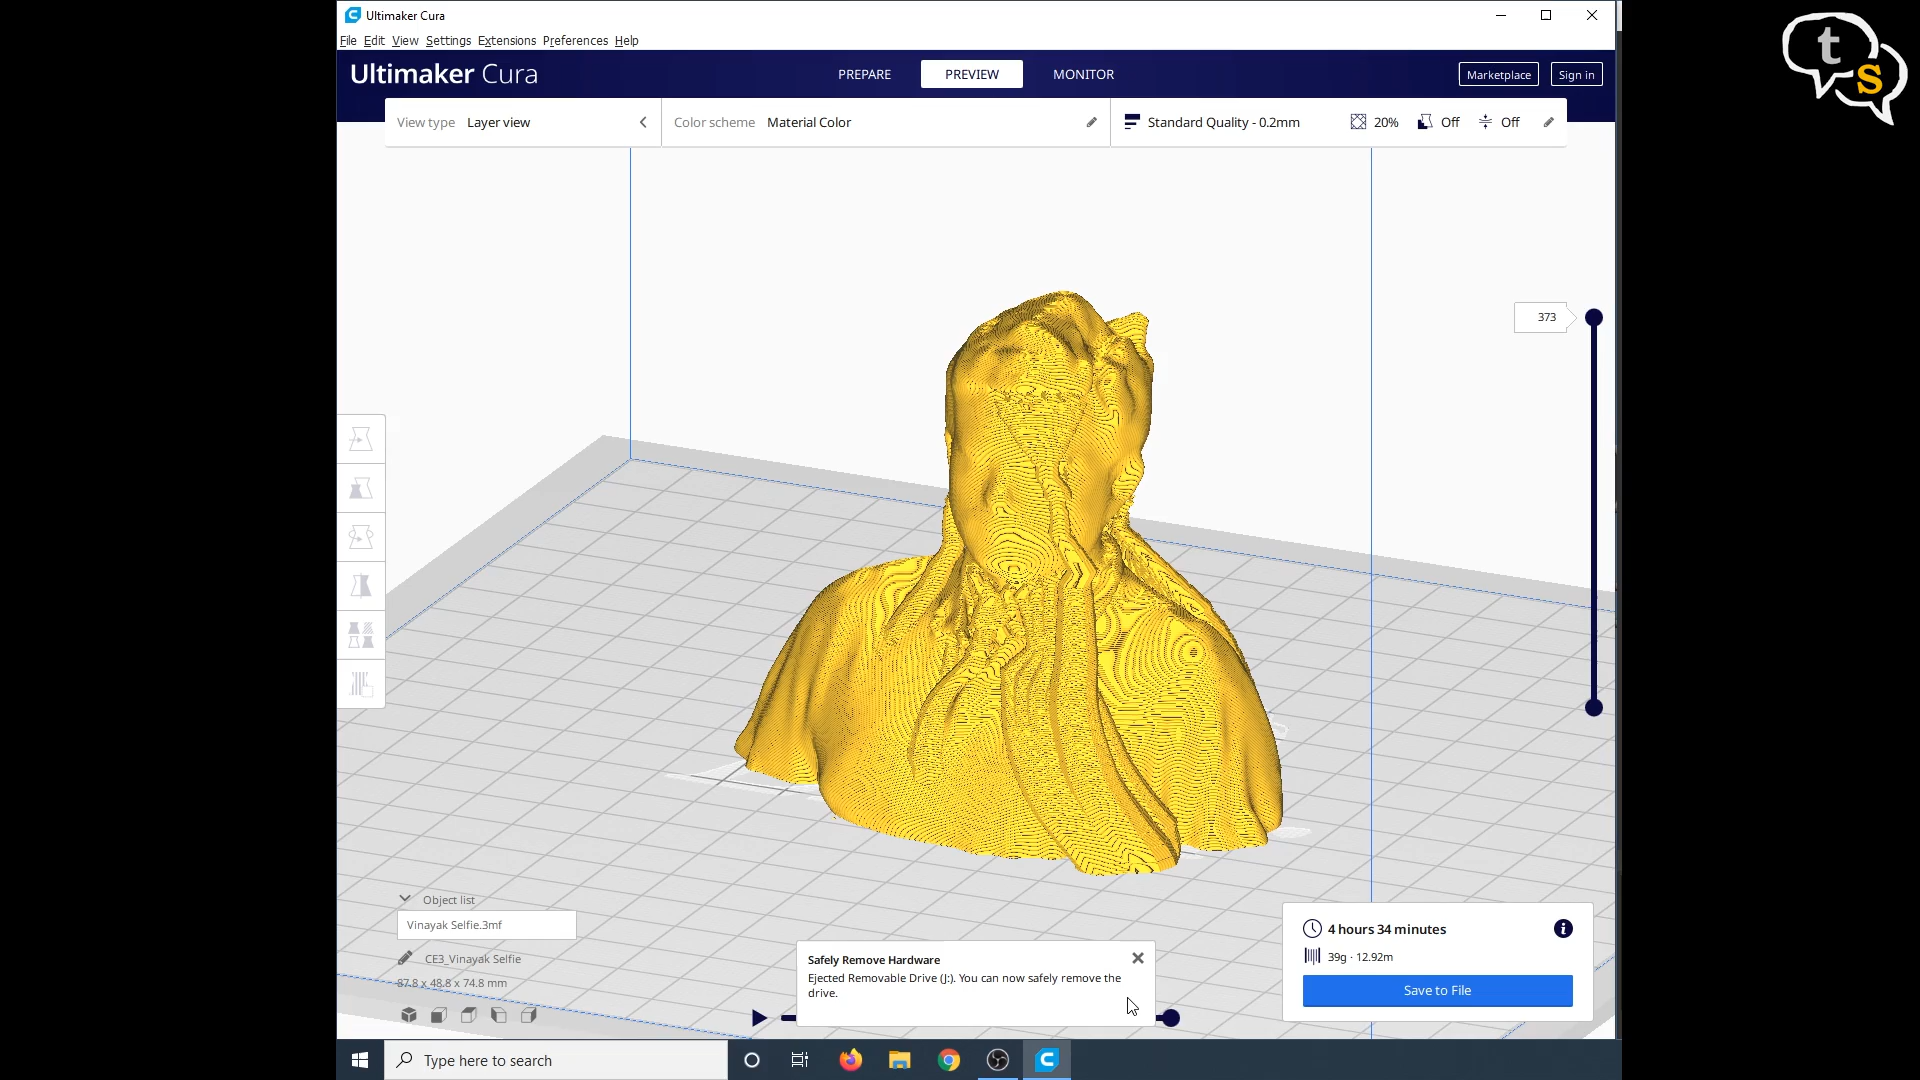 Ultimaker Cura
File Edit View Settings Extensions Preferences Help
Ultimaker Cura
PREPARE
PREVIEW
MONITOR
Marketplace
Sign in
View type Layer view
Color scheme Material Color
Standard Quality - 0.2mm
20%
Off
Off
ts
373
Object list
Vinayak Selfie.3mf
CE3_Vinayak Selfie
87.8 x 48.8 x 74.8 mm
Safely Remove Hardware
Ejected Removable Drive (J:). You can now safely remove the
drive.
4 hours 34 minutes
39g · 12.92m
Save to File
Type here to search